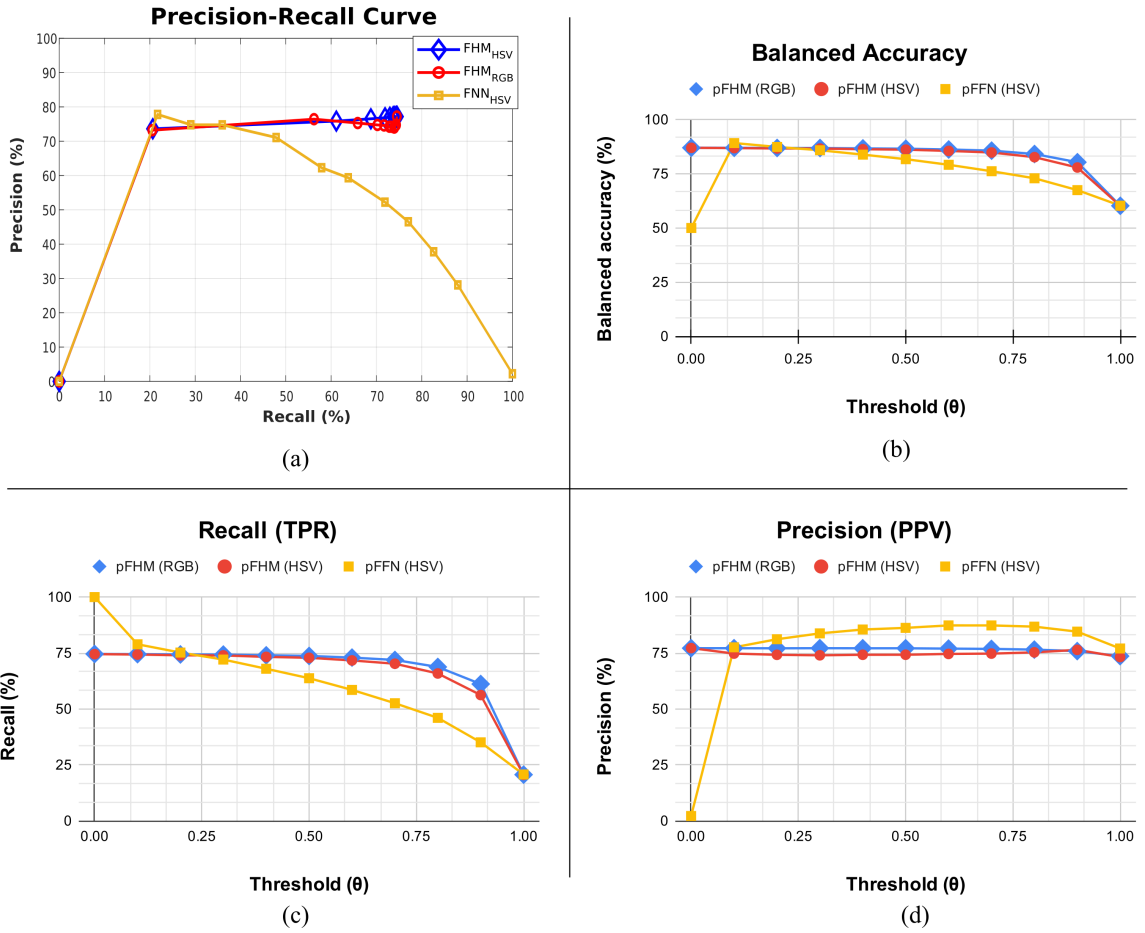 Precision-Recall Curve
FHM_HSV
FHM_RGB
FNN_HSV
100
90
80
70
60
50
40
30
20
10
0
0 10 20 30 40 50 60 70 80 90 100
Precision (%)
Recall (%)
(a)
Balanced Accuracy
pFHM (RGB) pFHM (HSV) pFFN (HSV)
100
75
50
25
0
0.00 0.25 0.50 0.75 1.00
Balanced accuracy (%)
Threshold (θ)
(b)
Recall (TPR)
pFHM (RGB) pFHM (HSV) pFFN (HSV)
100
75
50
25
0
0.00 0.25 0.50 0.75 1.00
Recall (%)
Threshold (θ)
(c)
Precision (PPV)
pFHM (RGB) pFHM (HSV) pFFN (HSV)
100
75
50
25
0
0.00 0.25 0.50 0.75 1.00
Precision (%)
Threshold (θ)
(d)